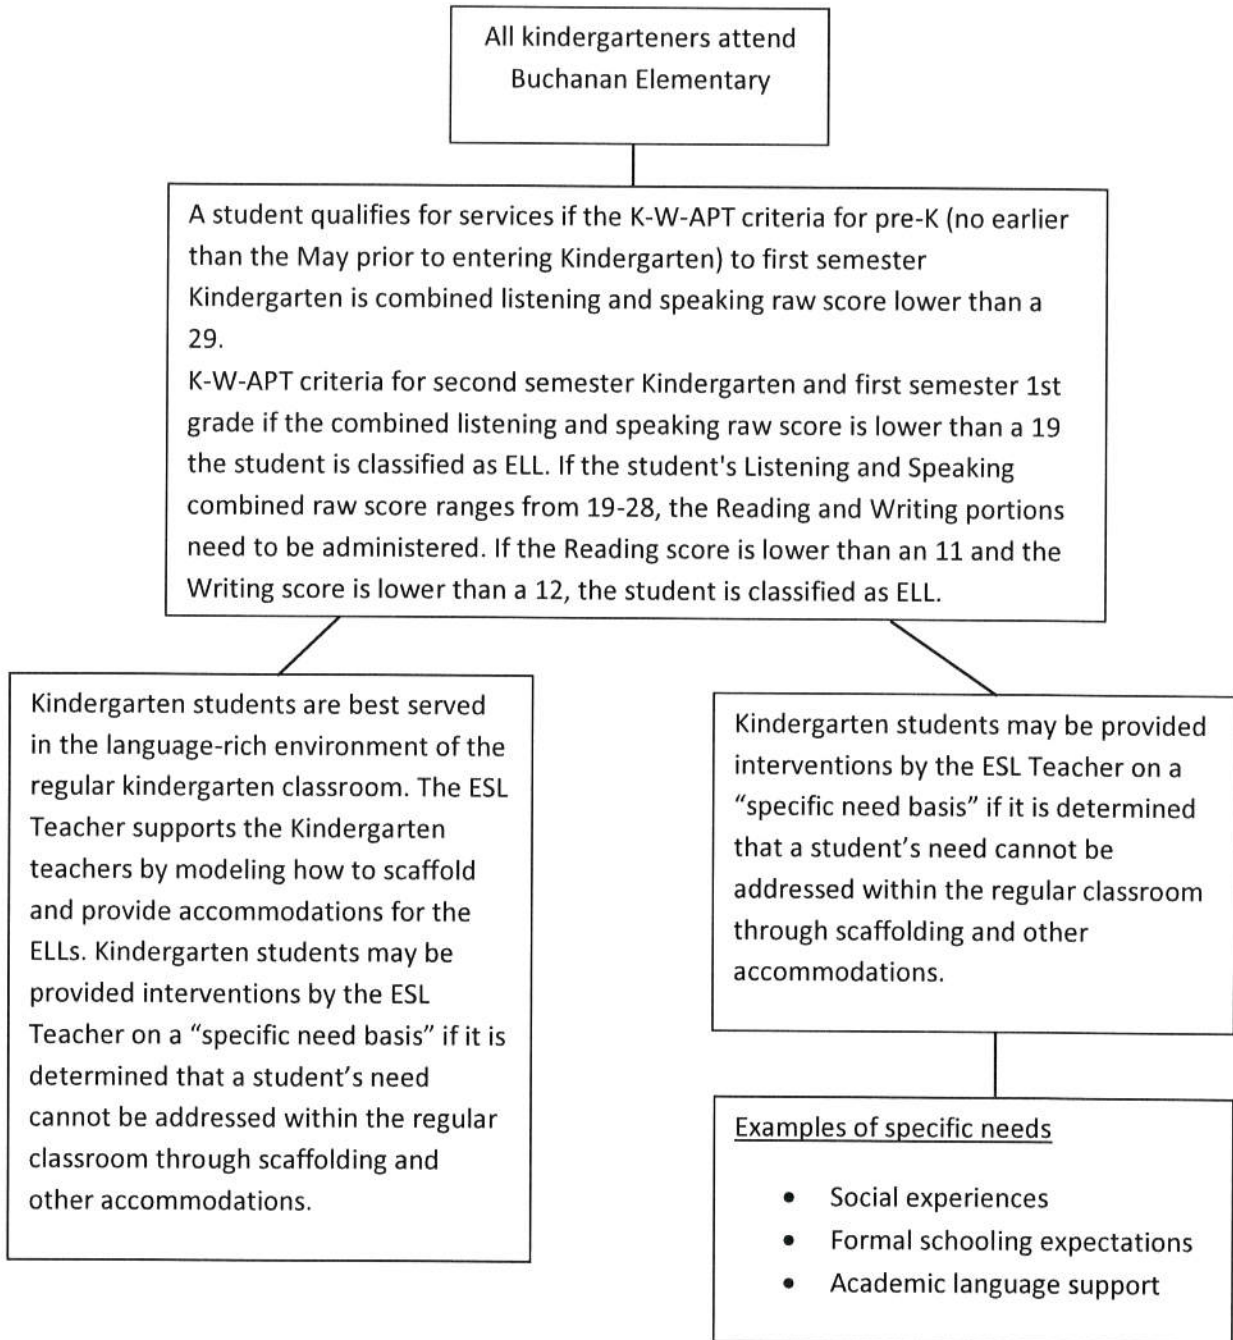 All kindergarteners attend
Buchanan Elementary
A student qualifies for services if the K-W-APT criteria for pre-K (no earlier
than the May prior to entering Kindergarten) to first semester
Kindergarten is combined listening and speaking raw score lower than a
29.
K-W-APT criteria for second semester Kindergarten and first semester 1st
grade if the combined listening and speaking raw score is lower than a 19
the student is classified as ELL. If the student's Listening and Speaking
combined raw score ranges from 19-28, the Reading and Writing portions
need to be administered. If the Reading score is lower than an 11 and the
Writing score is lower than a 12, the student is classified as ELL.
Kindergarten students are best served
in the language-rich environment of the
regular kindergarten classroom. The ESL
Teacher supports the Kindergarten
teachers by modeling how to scaffold
and provide accommodations for the
ELLs. Kindergarten students may be
provided interventions by the ESL
Teacher on a “specific need basis” if it is
determined that a student’s need
cannot be addressed within the regular
classroom through scaffolding and
other accommodations.
Kindergarten students may be provided
interventions by the ESL Teacher on a
“specific need basis” if it is determined
that a student’s need cannot be
addressed within the regular classroom
through scaffolding and other
accommodations.
Examples of specific needs
• Social experiences
• Formal schooling expectations
• Academic language support